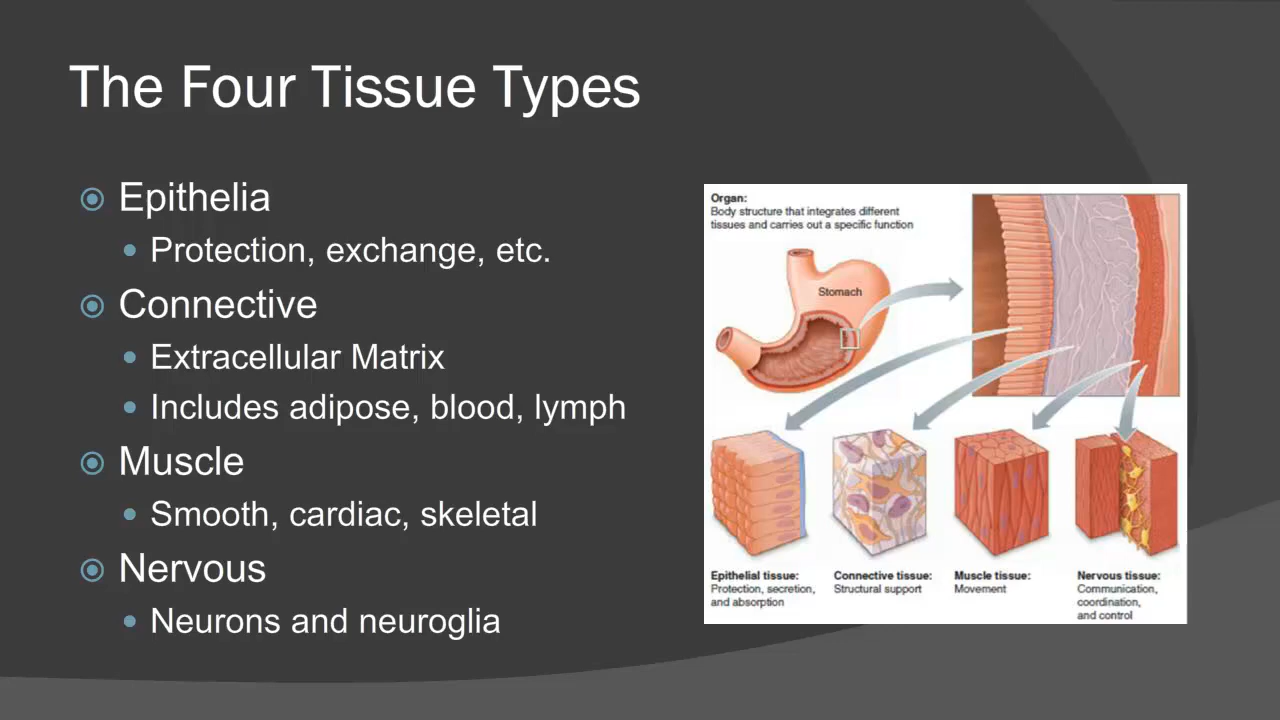 The Four Tissue Types
Epithelia
Protection, exchange, etc.
Connective
Extracellular Matrix
Includes adipose, blood, lymph
Muscle
Smooth, cardiac, skeletal
Nervous
Neurons and neuroglia
Organ:
Body structure that integrates different
tissues and carries out a specific function
Stomach
Epithelial tissue:
Protection, secretion,
and absorption
Connective tissue:
Structural support
Muscle tissue:
Movement
Nervous tissue:
Communication,
coordination,
and control